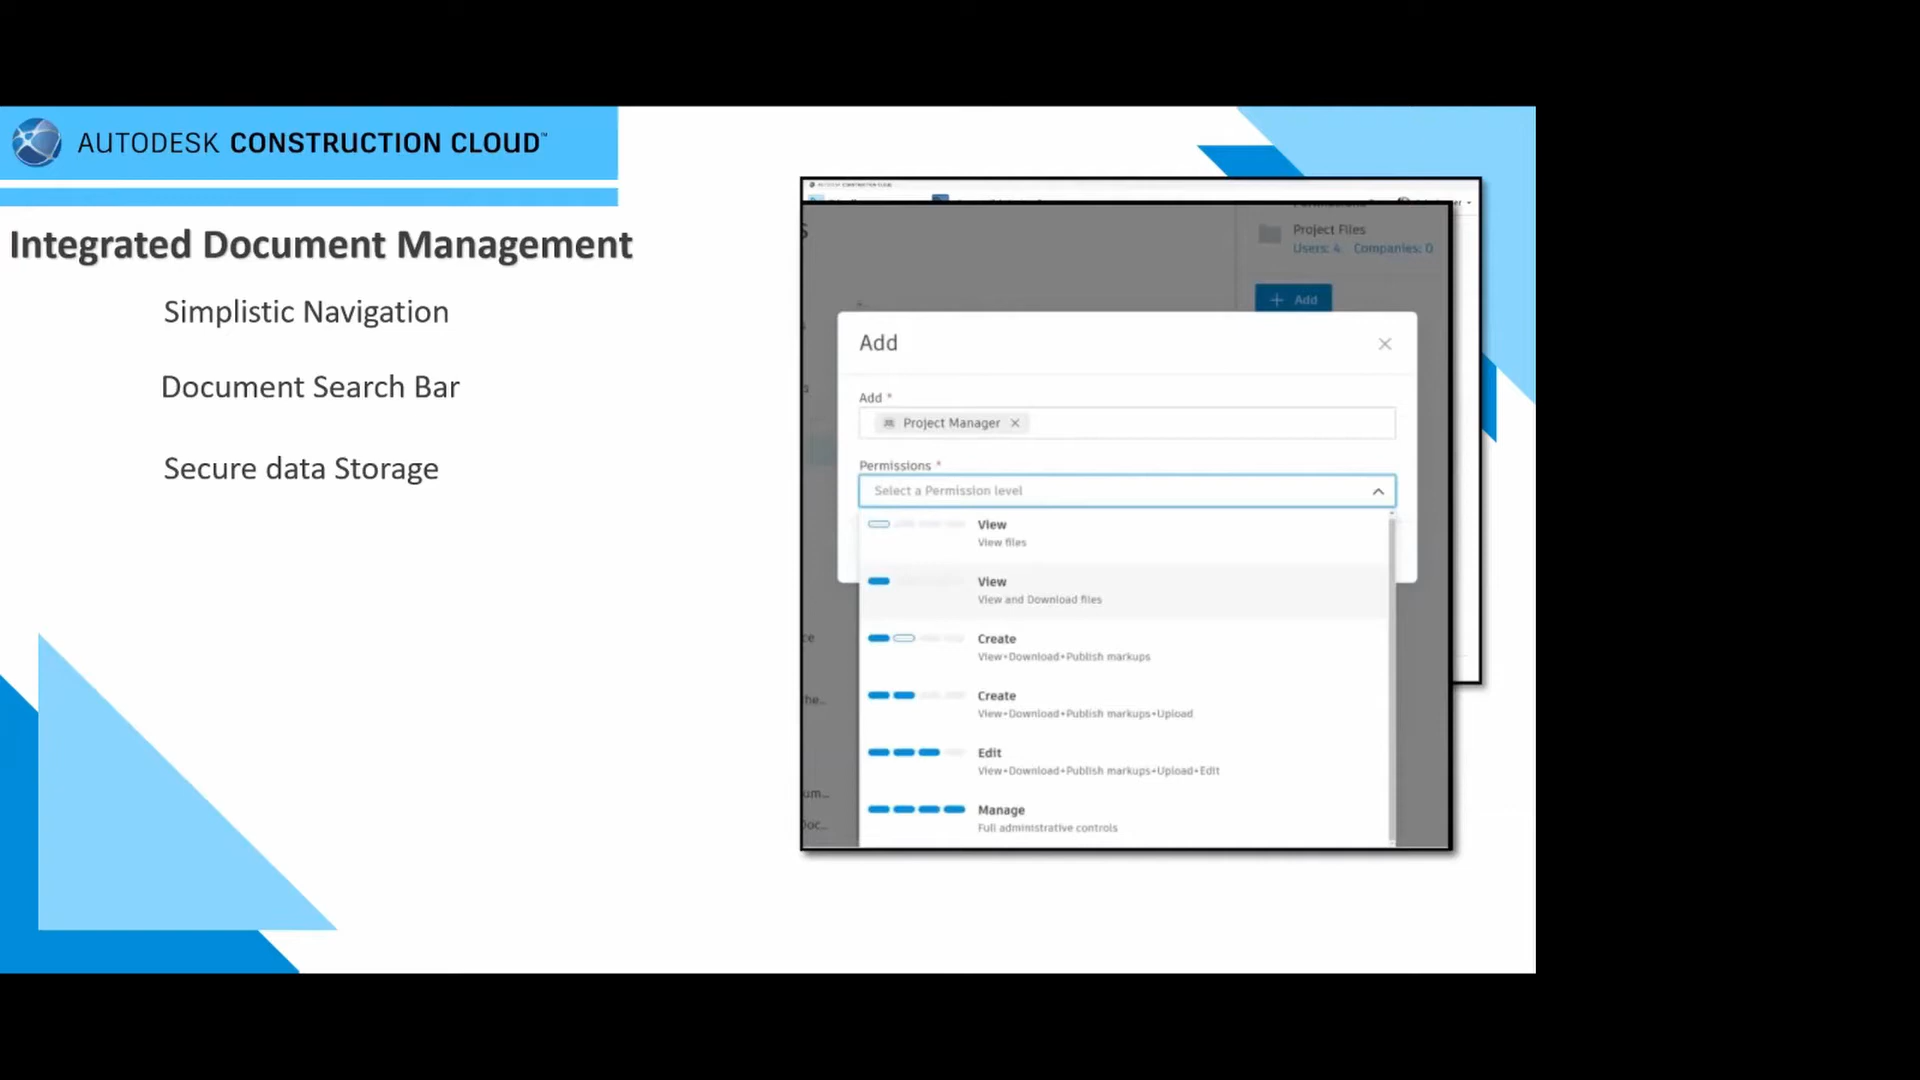 AUTODESK CONSTRUCTION CLOUD™
Integrated Document Management
Simplistic Navigation
Document Search Bar
Secure data Storage
AUTODESK CONSTRUCTION CLOUD
Project Files
Users: 4 Companies: 0
+ Add
Add
Add *
Project Manager
Permissions *
Select a Permission level
View
View files
View
View and Download files
Create
View+Download+Publish markups
Create
View+Download+Publish markups+Upload
Edit
View+Download+Publish markups+Upload+Edit
Manage
Full administrative controls